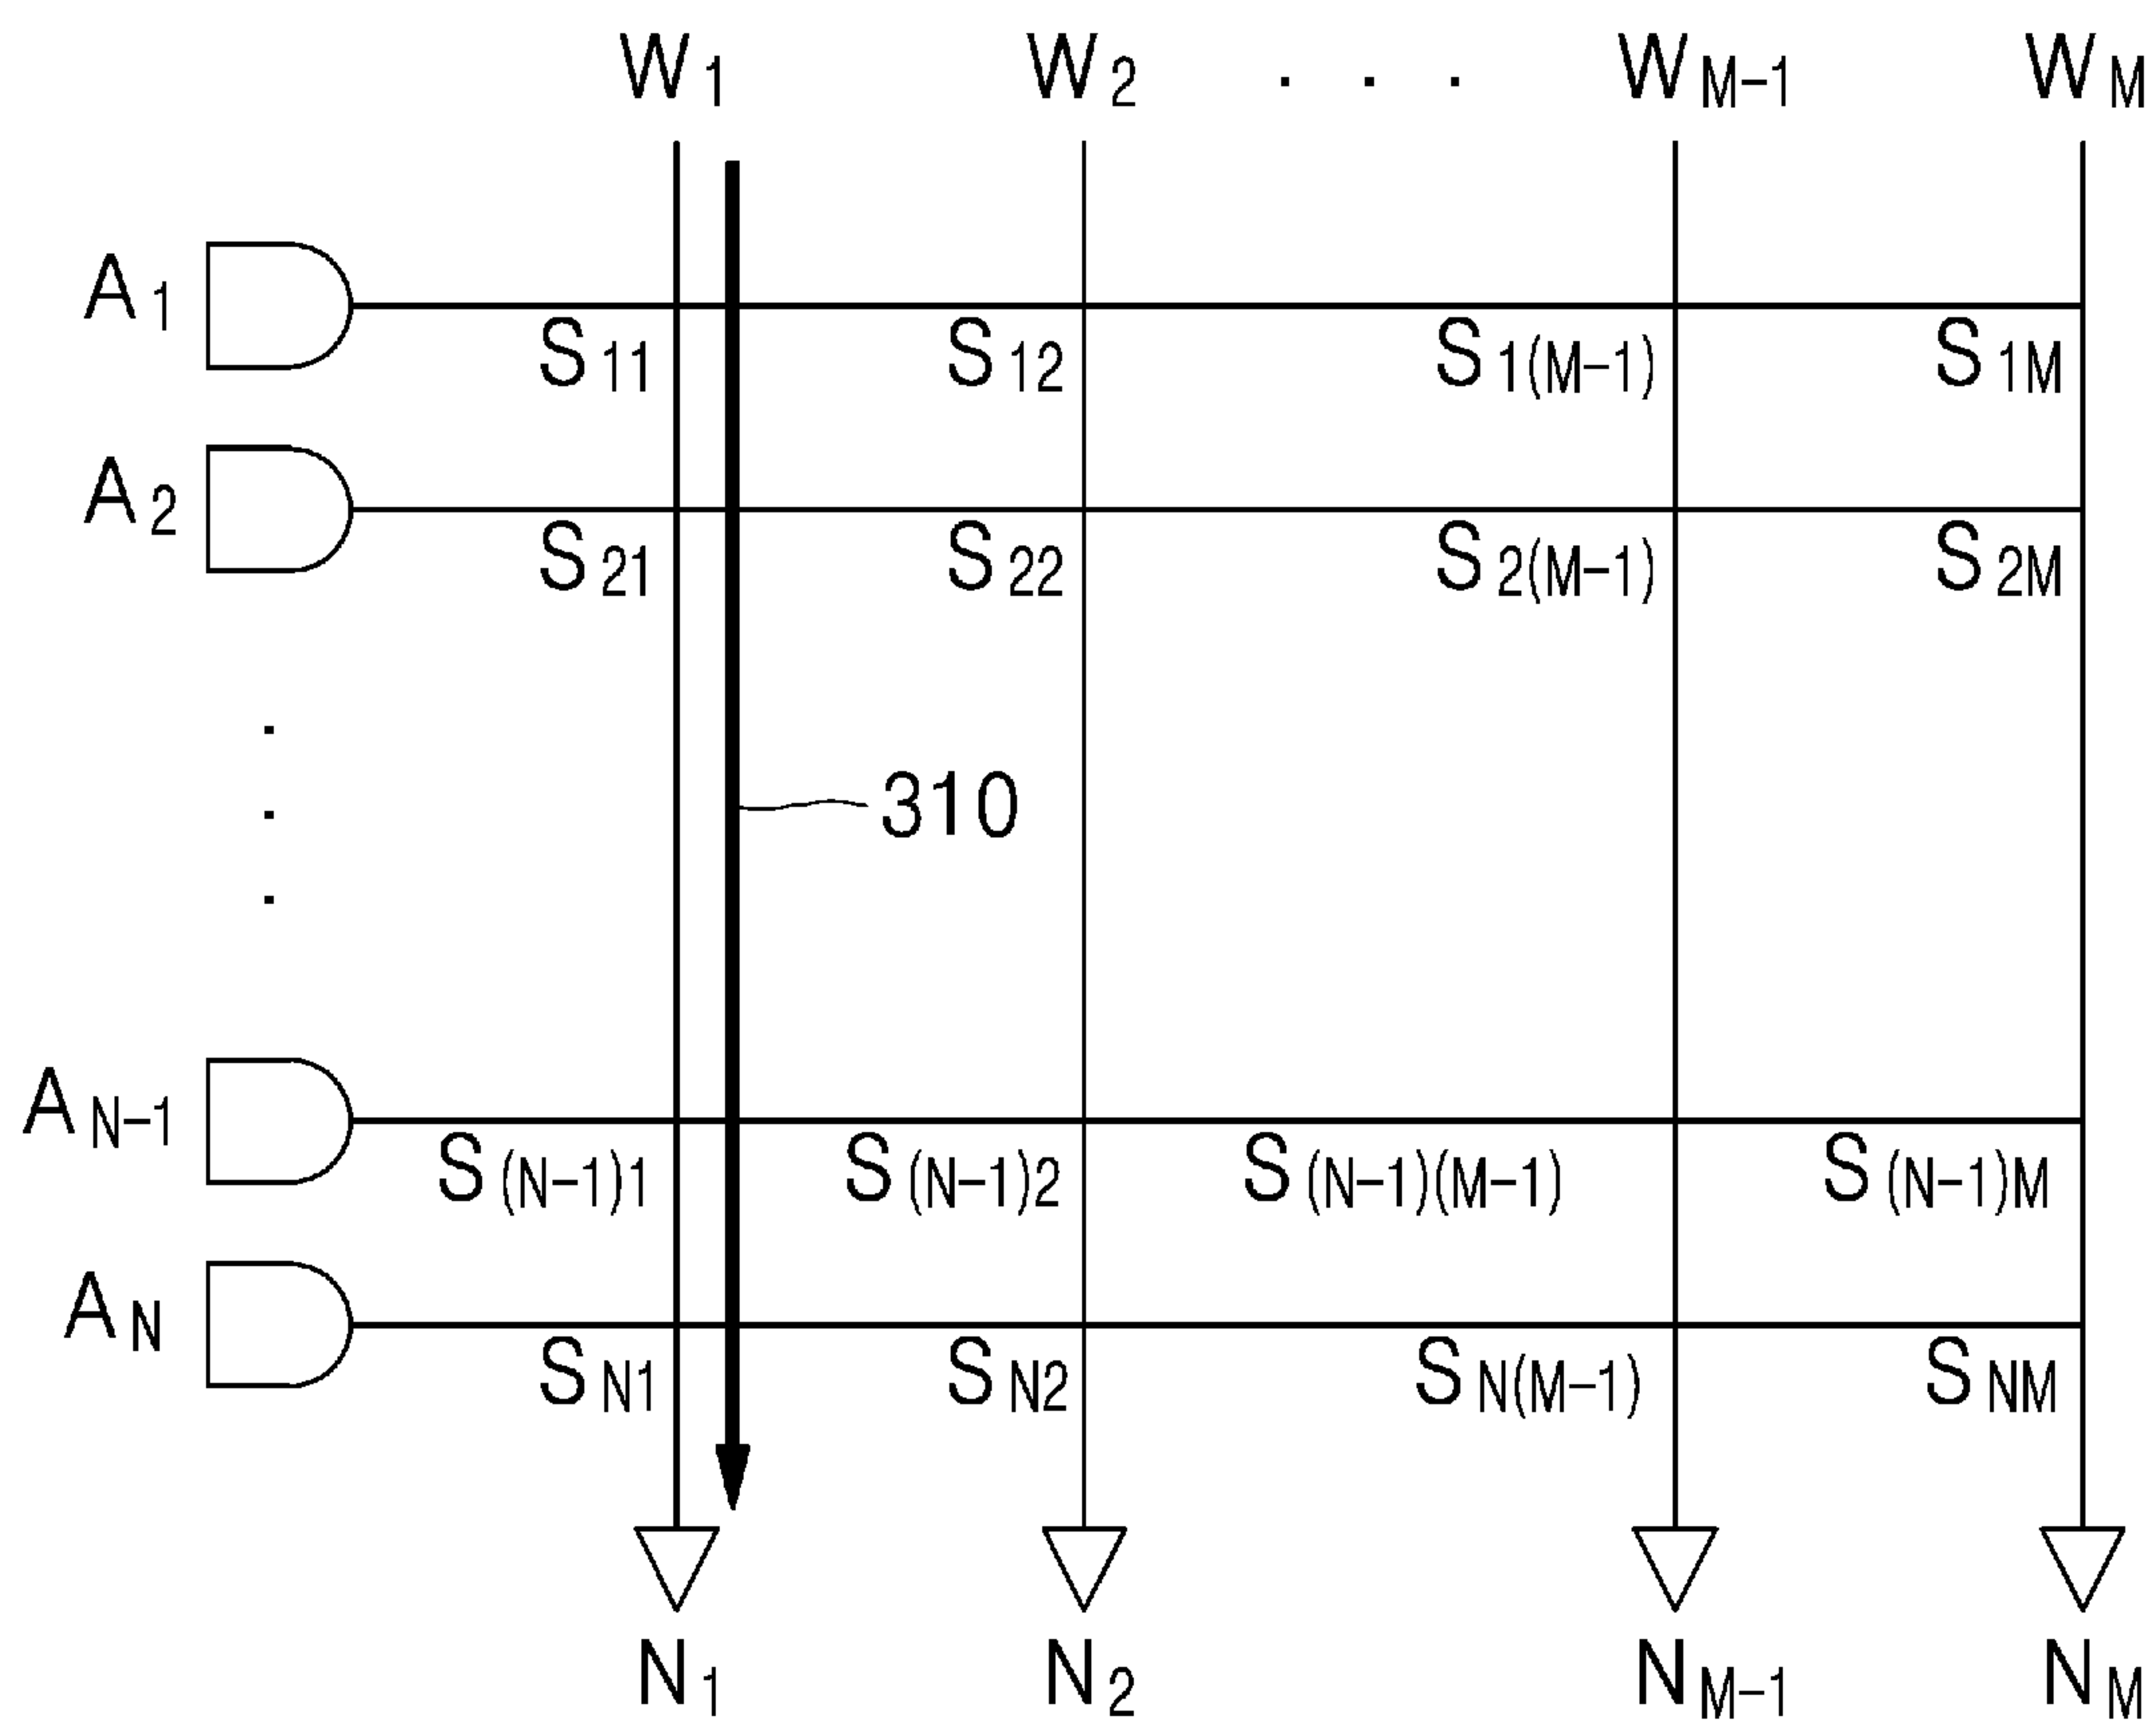 W1 W2 . . . WM-1 WM
A1
S11 S12 S1(M-1) S1M
A2
S21 S22 S2(M-1) S2M
.
.
310
.
AN-1
S(N-1)1 S(N-1)2 S(N-1)(M-1) S(N-1)M
AN
SN1 SN2 SN(M-1) SNM
N1 N2 NM-1 NM